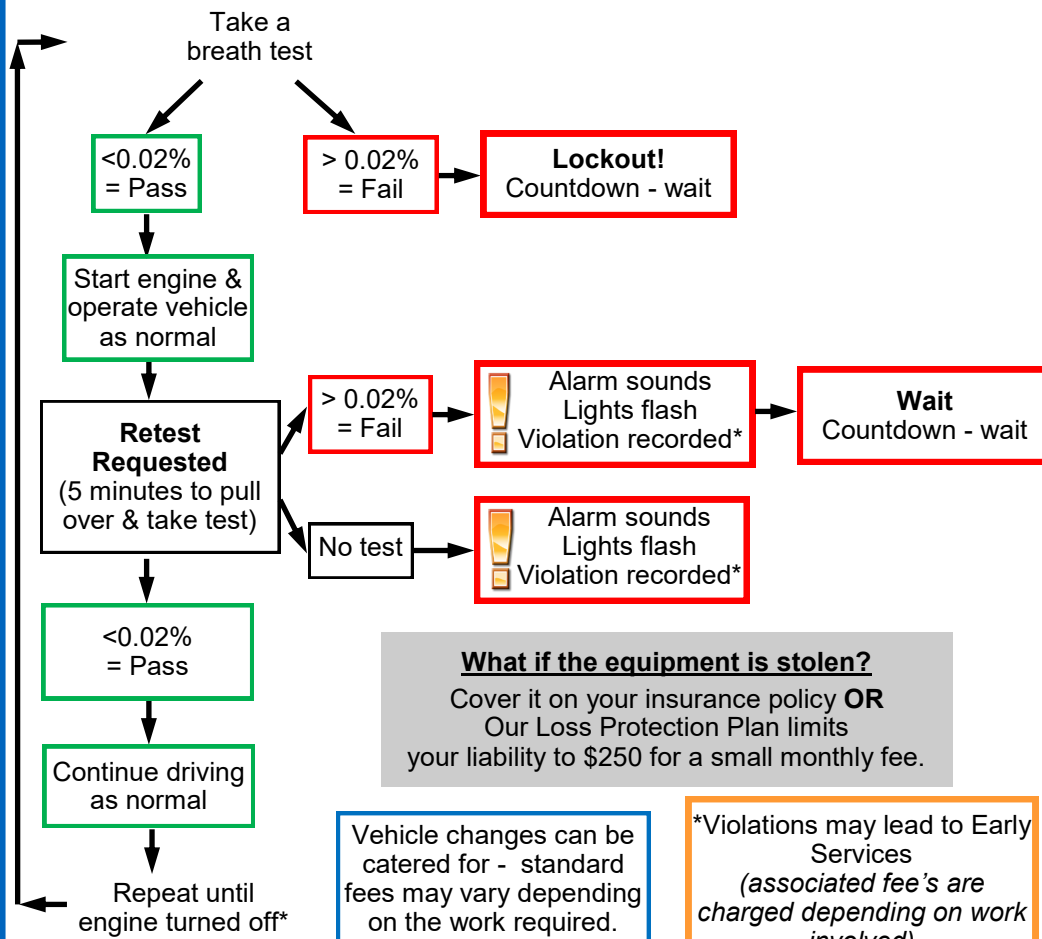 Take a
breath test
<0.02%
= Pass
> 0.02%
= Fail
Lockout!
Countdown - wait
Start engine &
operate vehicle
as normal
Retest
Requested
(5 minutes to pull
over & take test)
> 0.02%
= Fail
Alarm sounds
Lights flash
Violation recorded*
Wait
Countdown - wait
No test
Alarm sounds
Lights flash
Violation recorded*
<0.02%
= Pass
Continue driving
as normal
Repeat until
engine turned off*
What if the equipment is stolen?
Cover it on your insurance policy OR
Our Loss Protection Plan limits
your liability to $250 for a small monthly fee.
Vehicle changes can be
catered for - standard
fees may vary depending
on the work required.
*Violations may lead to Early
Services
(associated fee's are
charged depending on work
involved)